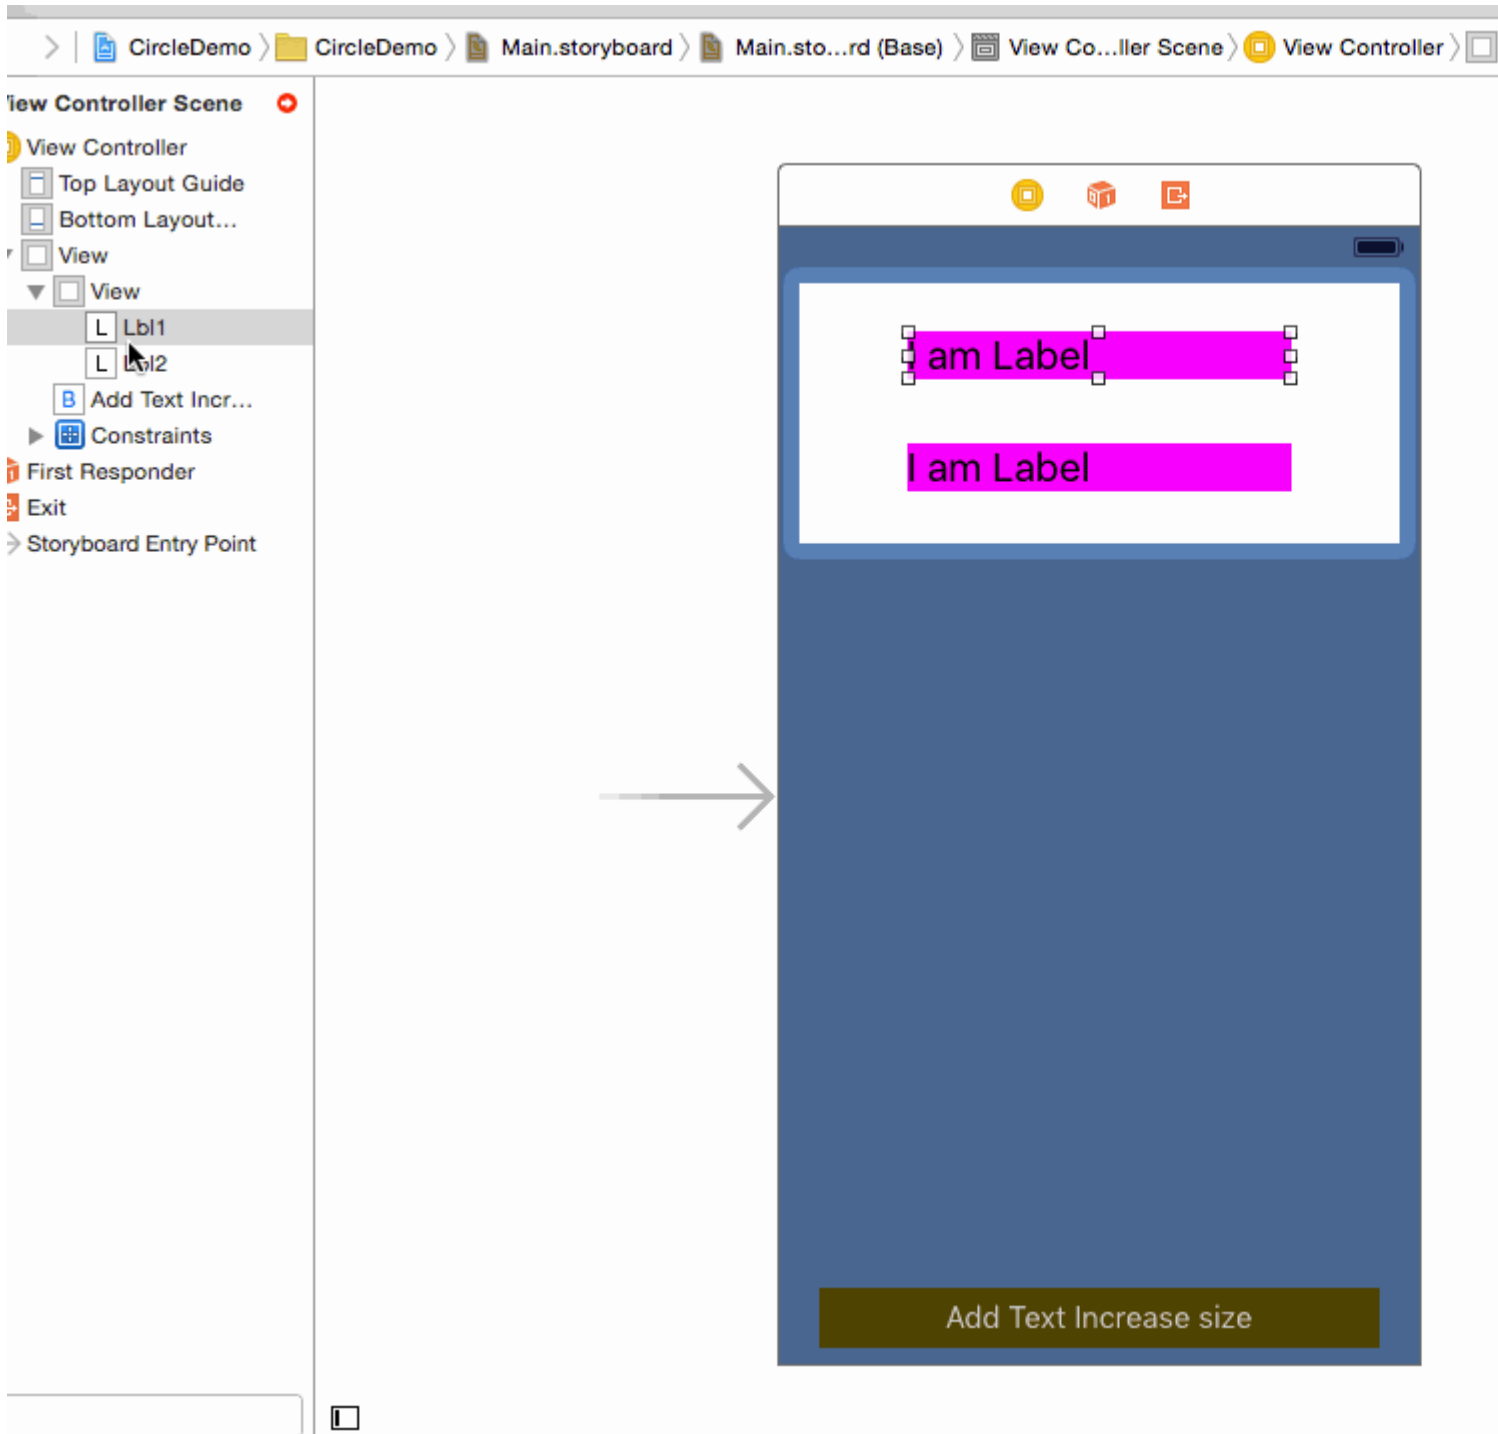 CircleDemo CircleDemo Main.storyboard Main.sto...rd (Base) View Co...ller Scene View Controller
iew Controller Scene
View Controller
Top Layout Guide
Bottom Layout...
View
View
L Lbl1
L Lbl2
B Add Text Incr...
Constraints
First Responder
Exit
Storyboard Entry Point
I am Label
I am Label
Add Text Increase size